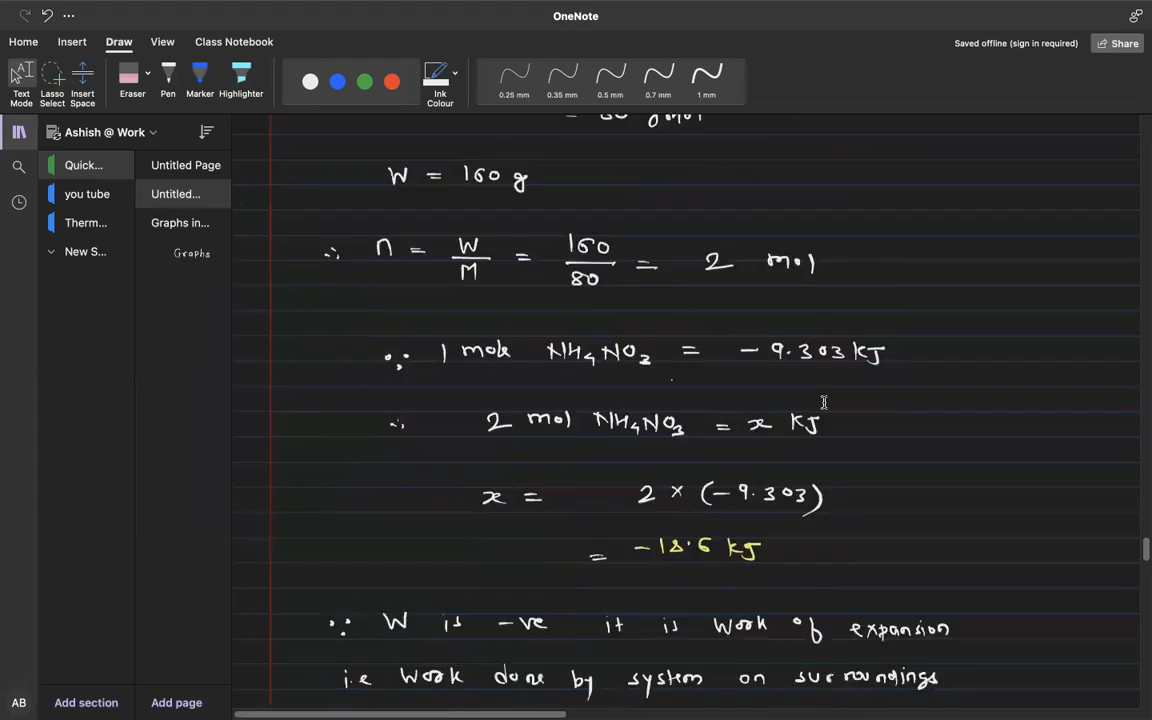 OneNote
Home Insert Draw View Class Notebook
Saved offline (sign in required) Share
Text Mode
Lasso Select
Insert Space
Eraser
Pen
Marker
Highlighter
Ink Colour
0.25 mm
0.35 mm
0.5 mm
0.7 mm
1 mm
Ashish @ Work
Quick...
you tube
Therm...
New S...
Untitled Page
Untitled...
Graphs in...
Graphs
W = 160 g
∴ n = W/M = 160/80 = 2 mol
∵ 1 mole NH₄NO₃ = - 9.303 KJ
∴ 2 mol NH₄NO₃ = x KJ
x = 2 × (-9.303)
= -18.6 KJ
∵ W is -ve it is work of expansion
i.e work done by system on surroundings
AB
Add section
Add page